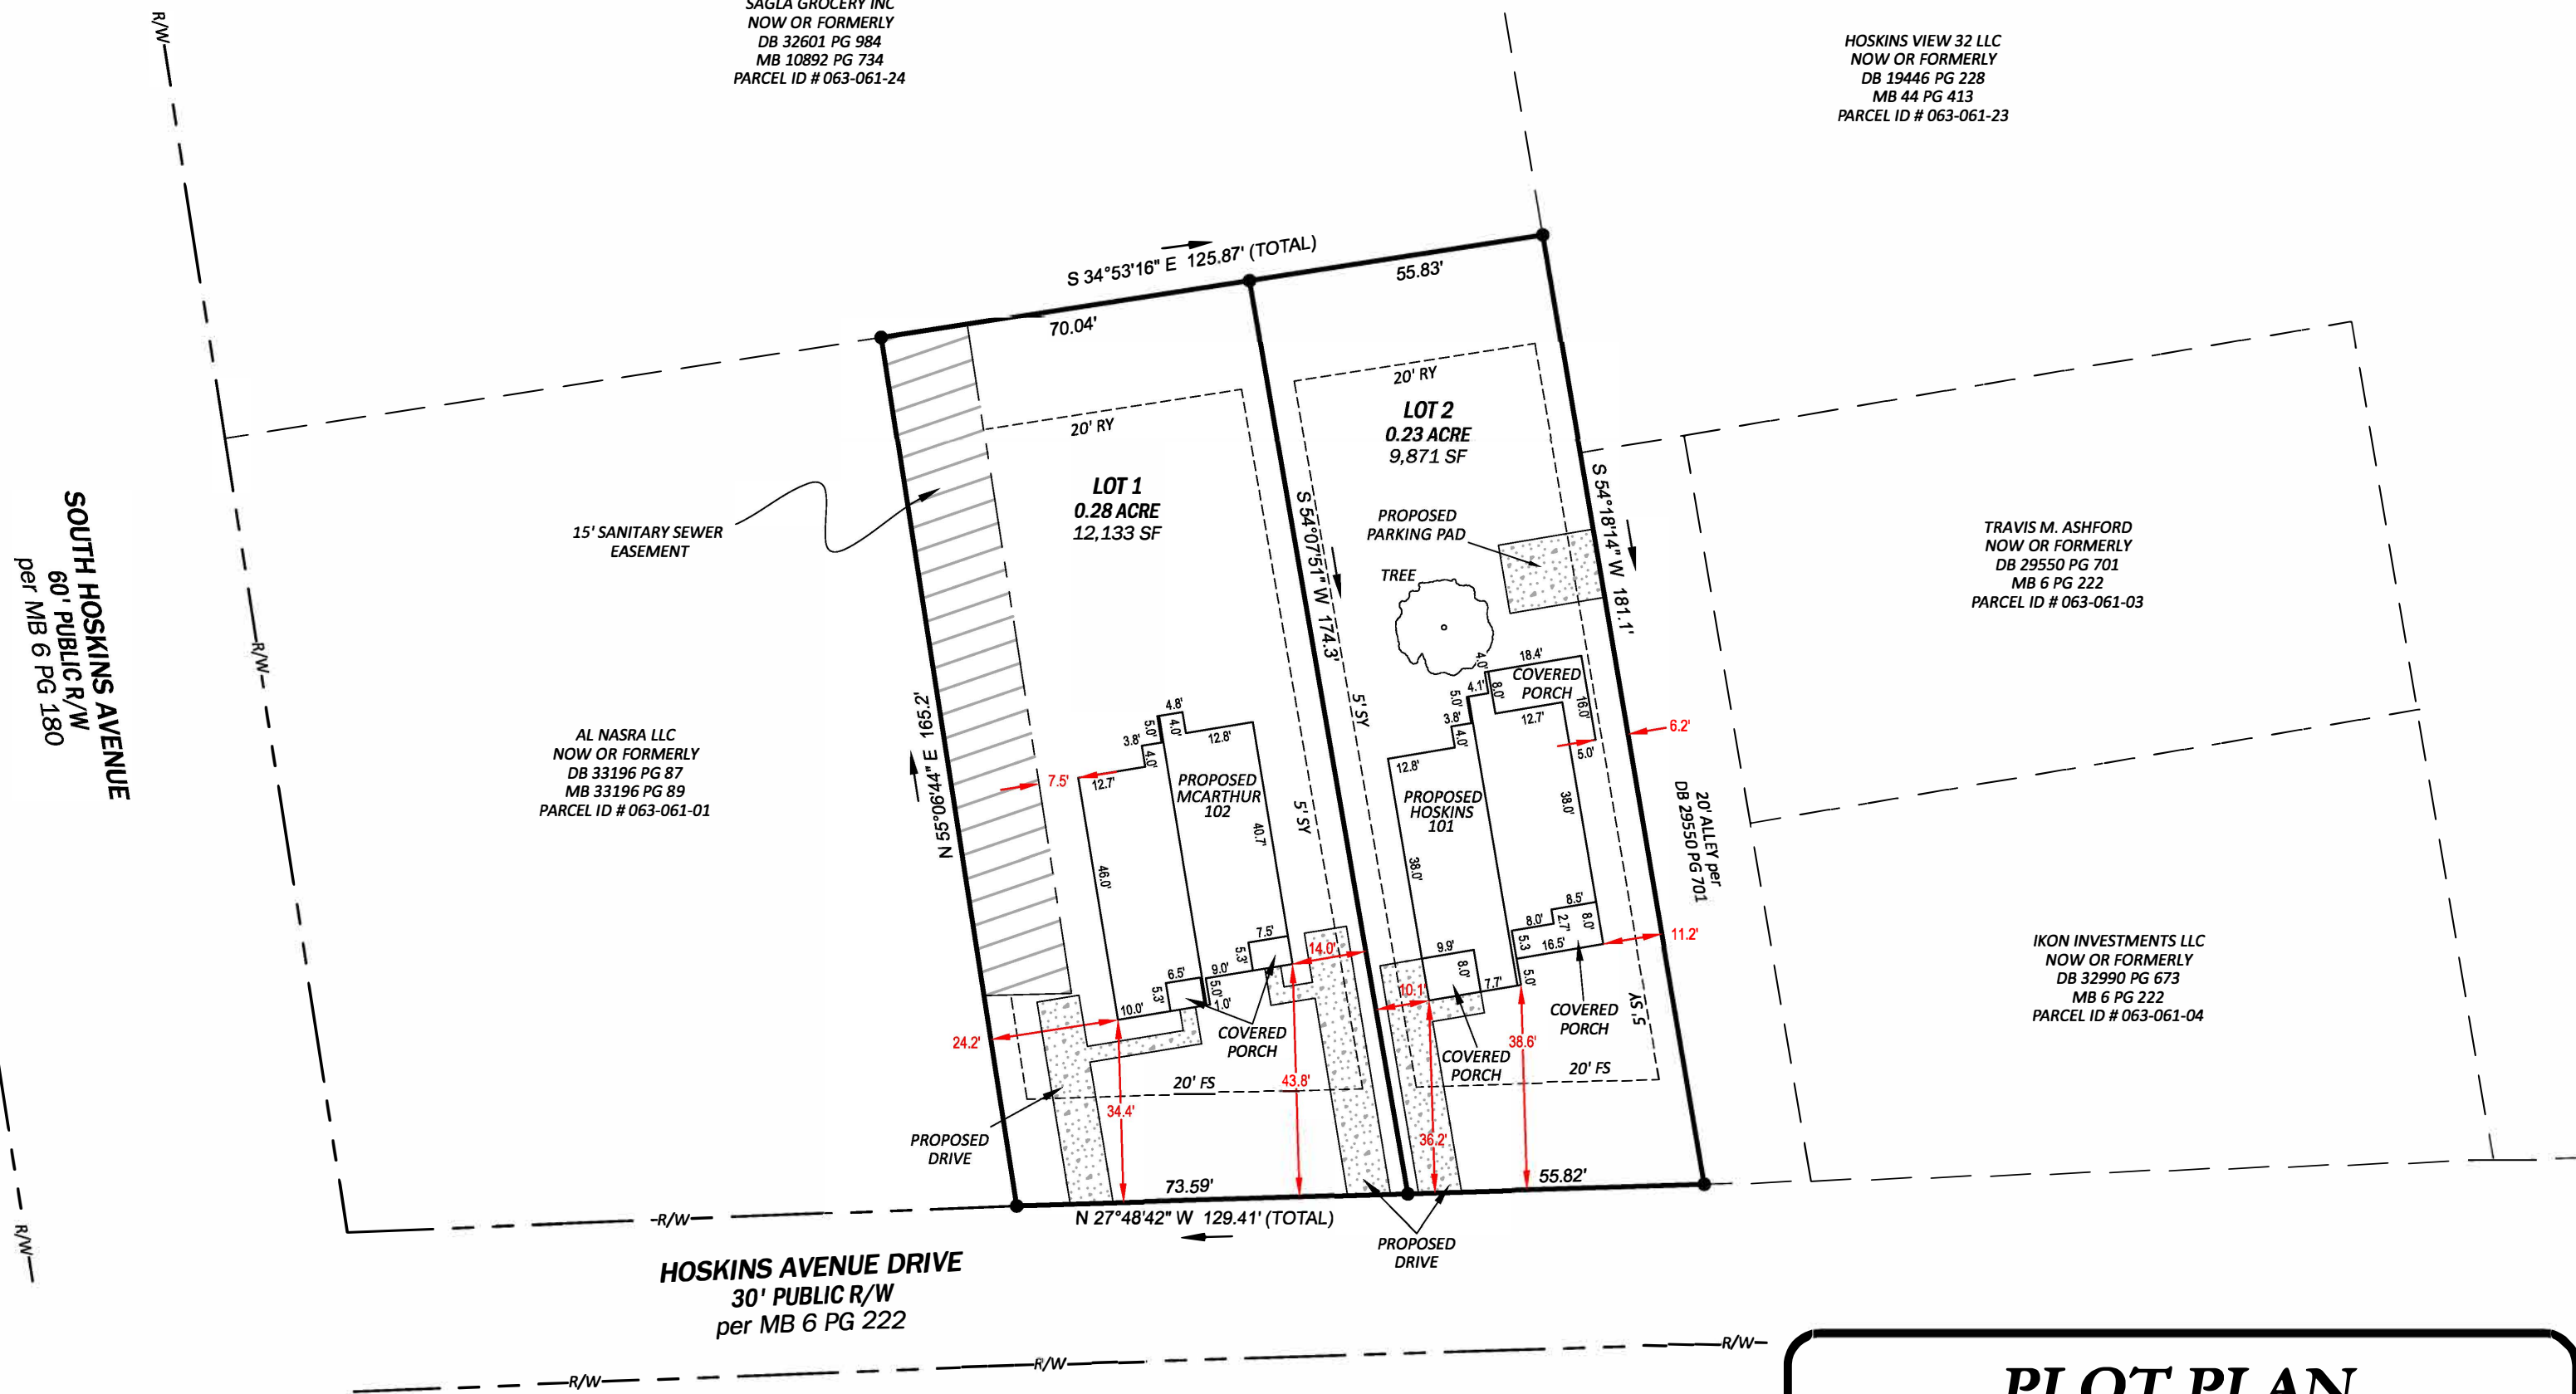 SAGLA GROCERY INC
NOW OR FORMERLY
DB 32601 PG 984
MB 10892 PG 734
PARCEL ID # 063-061-24
HOSKINS VIEW 32 LLC
NOW OR FORMERLY
DB 19446 PG 228
MB 44 PG 413
PARCEL ID # 063-061-23
R/W
S 34°53'16" E 125.87' (TOTAL)
70.04'
55.83'
20' RY
20' RY
LOT 1
0.28 ACRE
12,133 SF
LOT 2
0.23 ACRE
9,871 SF
15' SANITARY SEWER
EASEMENT
PROPOSED
PARKING PAD
TREE
S 54°07'51" W 174.3'
S 54°18'14" W 181.1'
TRAVIS M. ASHFORD
NOW OR FORMERLY
DB 29550 PG 701
MB 6 PG 222
PARCEL ID # 063-061-03
SOUTH HOSKINS AVENUE
60' PUBLIC R/W
per MB 6 PG 180
R/W
AL NASRA LLC
NOW OR FORMERLY
DB 33196 PG 87
MB 33196 PG 89
PARCEL ID # 063-061-01
N 55°06'44" E 165.2'
7.5'
4.8'
5.0'
4.0'
3.8'
4.0'
12.8'
12.7'
PROPOSED
MCARTHUR
102
46.0'
40.7'
5' SY
5' SY
4.0'
18.4'
COVERED
PORCH
4.1'
8.0'
5.0'
3.8'
4.0'
12.7'
16.0'
5.0'
6.2'
12.8'
PROPOSED
HOSKINS
101
38.0'
38.0'
20' ALLEY per
DB 29550 PG 701
7.5'
5.3'
14.0'
9.0'
6.5'
5.3'
5.0'
1.0'
10.0'
COVERED
PORCH
24.2'
34.4'
43.8'
20' FS
8.5'
8.0'
2.7'
8.0'
5.3
16.5'
11.2'
9.9'
8.0'
7.7'
5.0'
10.1'
COVERED
PORCH
COVERED
PORCH
5' SY
38.6'
36.2'
20' FS
IKON INVESTMENTS LLC
NOW OR FORMERLY
DB 32990 PG 673
MB 6 PG 222
PARCEL ID # 063-061-04
PROPOSED
DRIVE
73.59'
55.82'
N 27°48'42" W 129.41' (TOTAL)
PROPOSED
DRIVE
R/W
R/W
HOSKINS AVENUE DRIVE
30' PUBLIC R/W
per MB 6 PG 222
R/W
R/W
R/W
PLOT PLAN